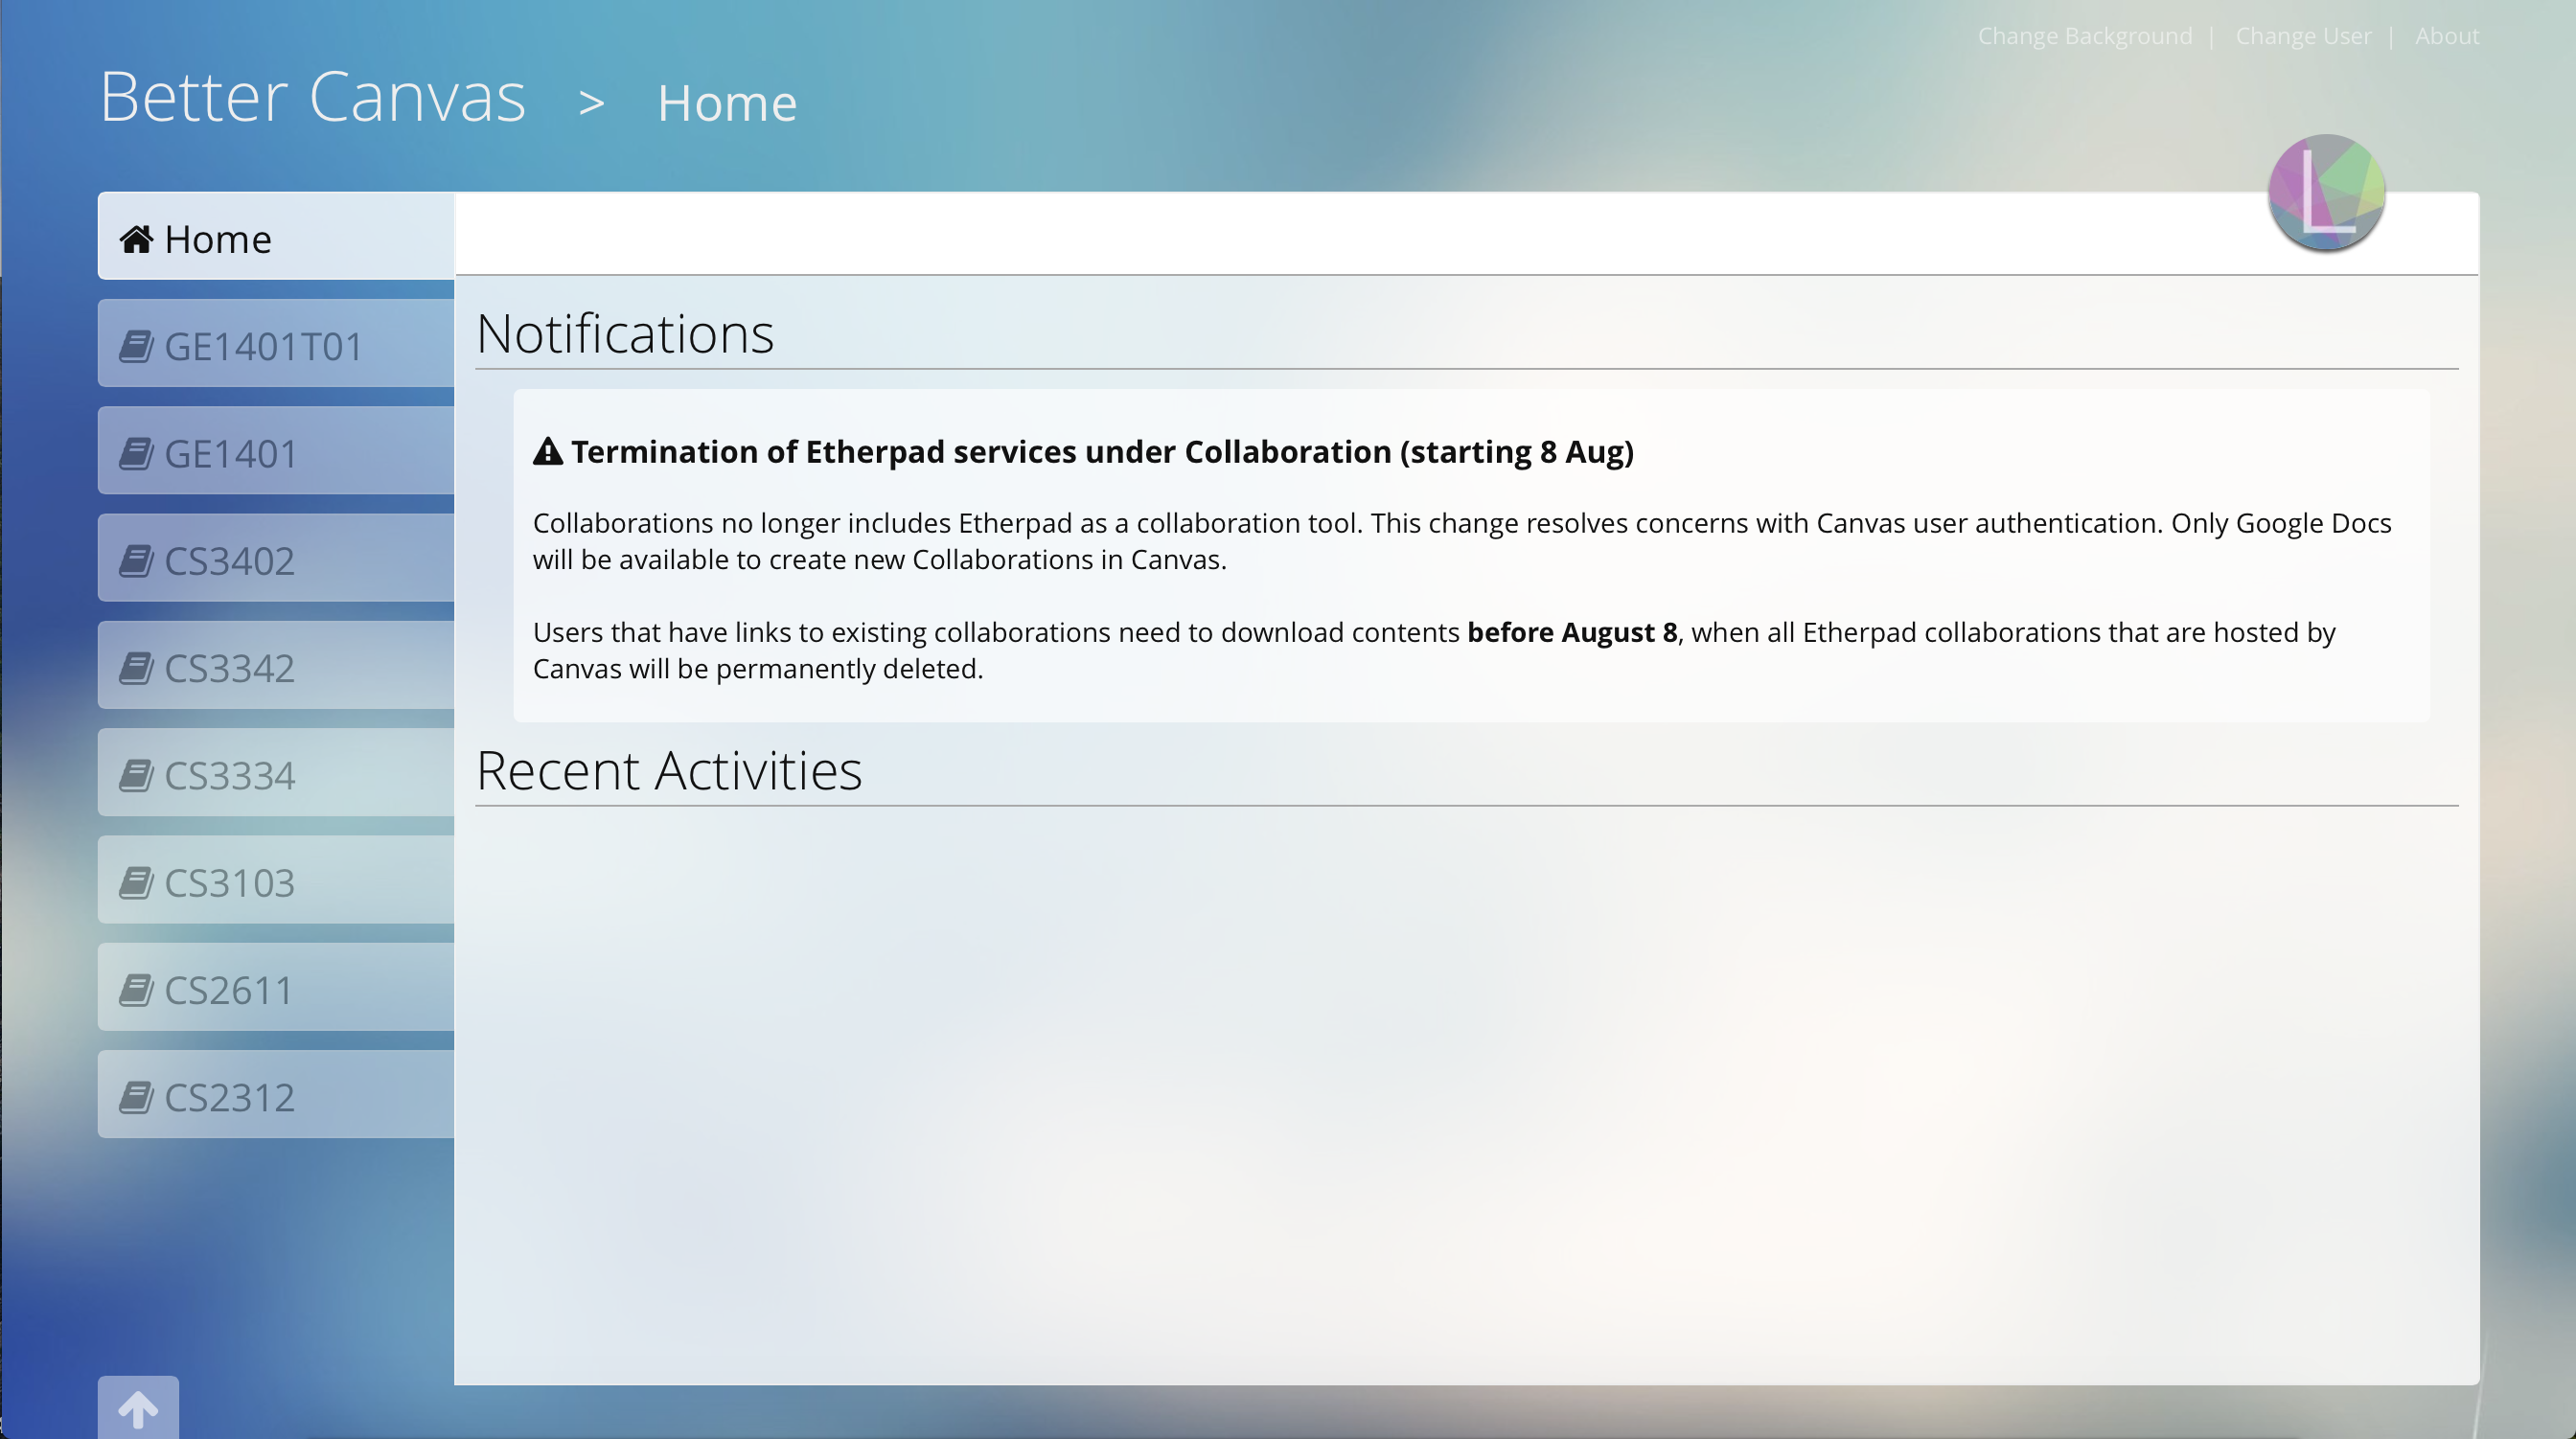 Change Background | Change User | About
Better Canvas > Home
L
Home
GE1401T01
GE1401
CS3402
CS3342
CS3334
CS3103
CS2611
CS2312
Notifications
Termination of Etherpad services under Collaboration (starting 8 Aug)
Collaborations no longer includes Etherpad as a collaboration tool. This change resolves concerns with Canvas user authentication. Only Google Docs
will be available to create new Collaborations in Canvas.
Users that have links to existing collaborations need to download contents before August 8, when all Etherpad collaborations that are hosted by
Canvas will be permanently deleted.
Recent Activities